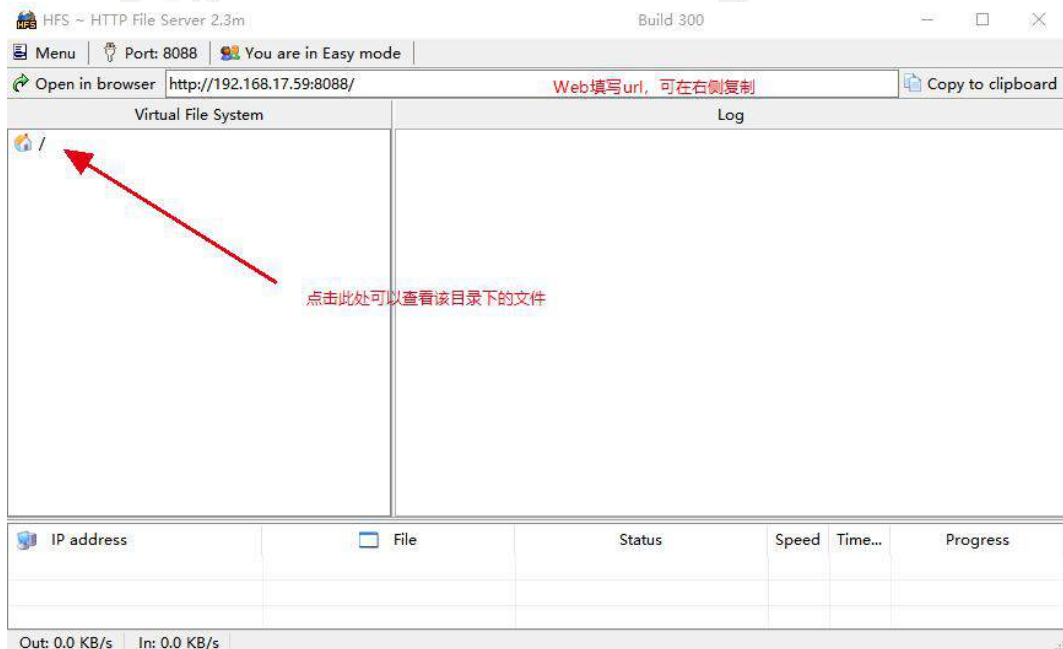 HFS ~ HTTP File Server 2.3m Build 300
Menu Port: 8088 You are in Easy mode
Open in browser http://192.168.17.59:8088/ Web填写url，可在右侧复制 Copy to clipboard
Virtual File System Log
/
点击此处可以查看该目录下的文件
IP address File Status Speed Time... Progress
Out: 0.0 KB/s In: 0.0 KB/s